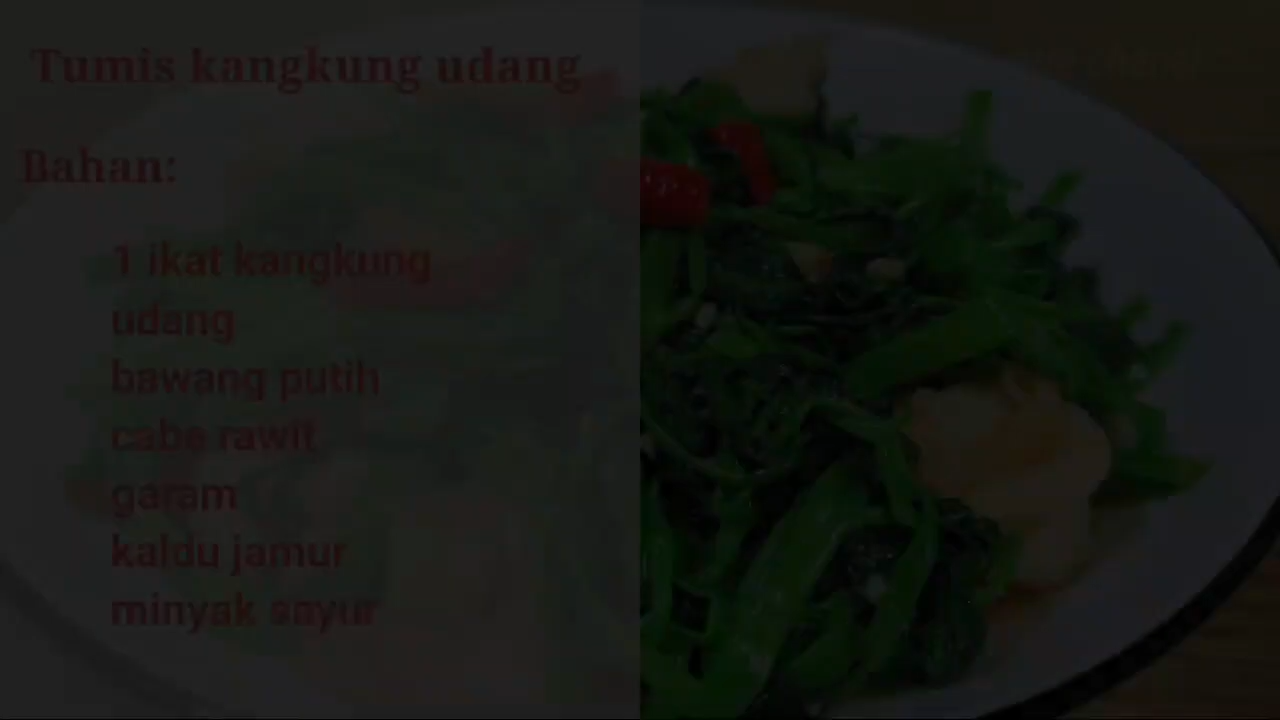 Tumis kangkung udang
Bahan:
1 ikat kangkung
udang
bawang putih
cabe rawit
garam
kaldu jamur
minyak sayur